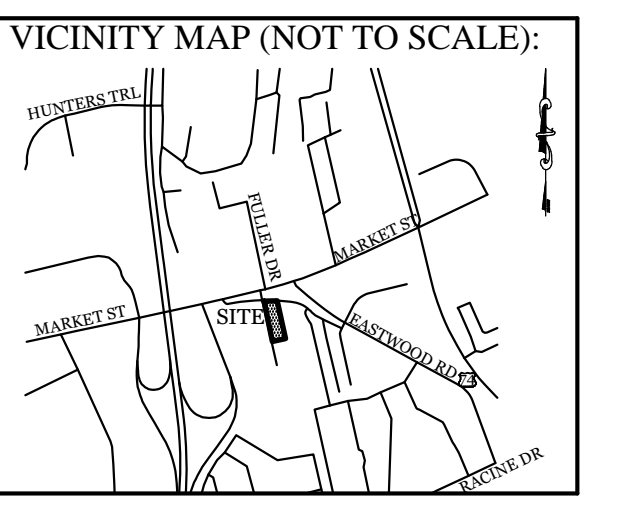 VICINITY MAP (NOT TO SCALE):
HUNTERS TRL
FULLER DR
MARKET ST
MARKET ST
SITE
EASTWOOD RD
74
RACINE DR